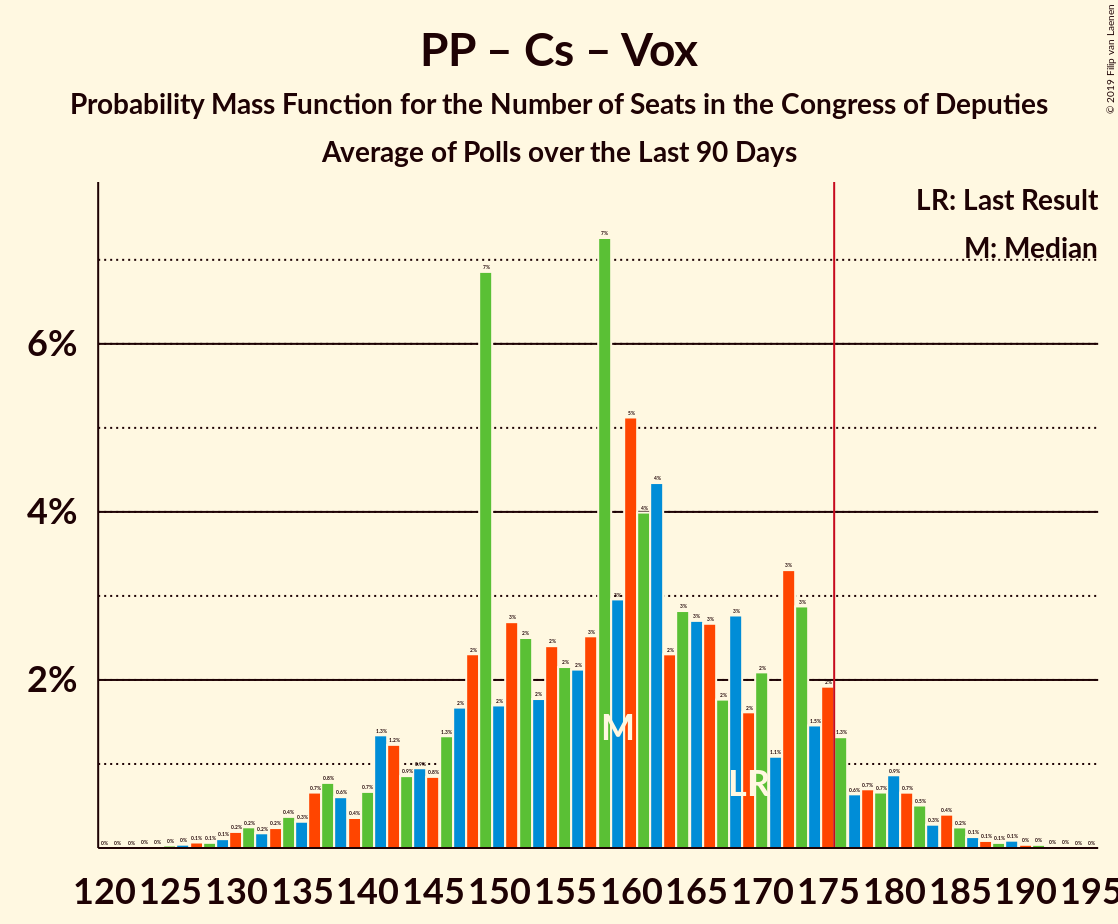 PP – Cs – Vox
Probability Mass Function for the Number of Seats in the Congress of Deputies
Average of Polls over the Last 90 Days
© 2019 Filip van Laenen
LR: Last Result
M: Median
6%
4%
2%
M
LR
0% 0% 0% 0% 0% 0% 0% 0.1% 0.1% 0.1% 0.2% 0.2% 0.2% 0.2% 0.4% 0.3% 0.7% 0.8% 0.6% 0.4% 0.7% 1.3% 1.2% 0.9% 0.9% 0.8% 1.3% 2% 2% 7% 2% 3% 2% 2% 2% 2% 2% 3% 7% 3% 5% 4% 4% 2% 3% 3% 3% 2% 3% 2% 2% 1.1% 3% 3% 1.5% 2% 1.3% 0.6% 0.7% 0.7% 0.9% 0.7% 0.5% 0.3% 0.4% 0.2% 0.1% 0.1% 0.1% 0.1% 0% 0% 0% 0% 0% 0%
120 125 130 135 140 145 150 155 160 165 170 175 180 185 190 195